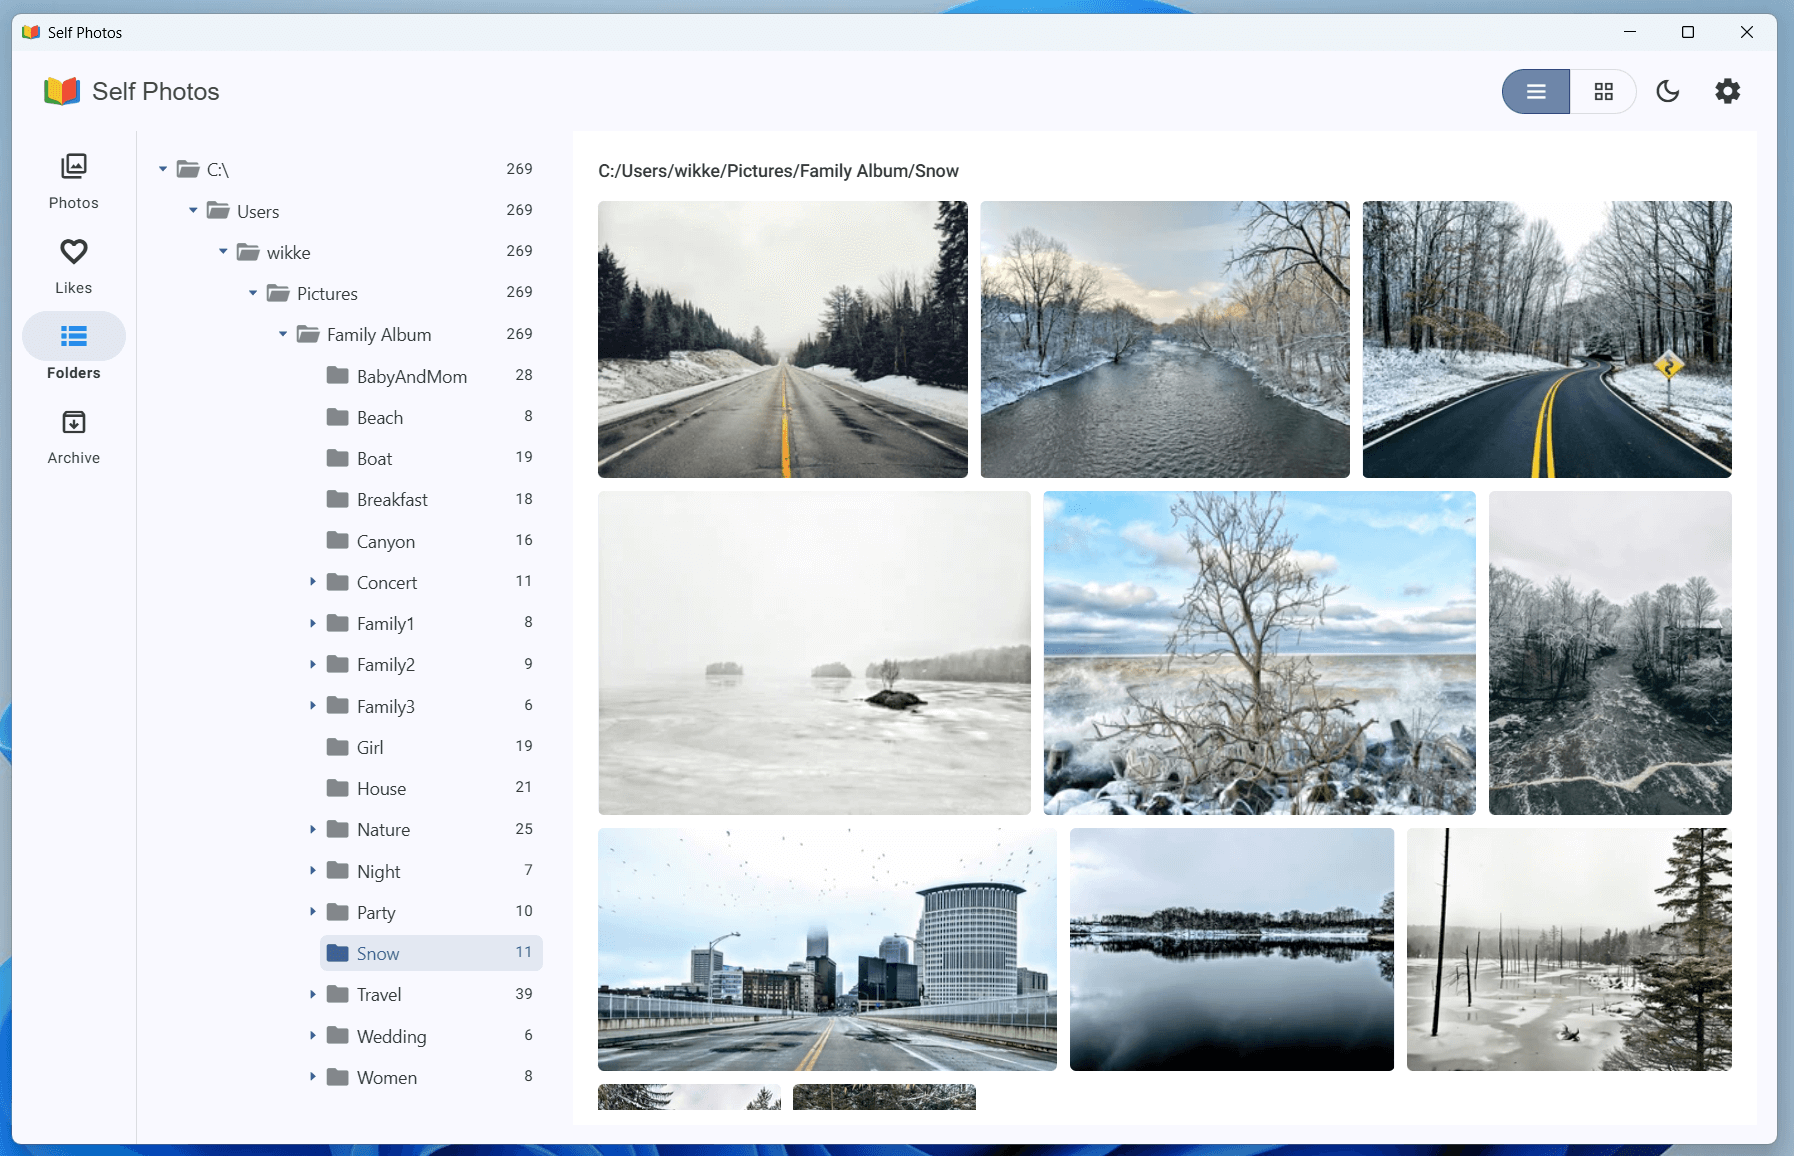 Self Photos
Self Photos
Photos
Likes
Folders
Archive
C:\ 269
Users 269
wikke 269
Pictures 269
Family Album 269
BabyAndMom 28
Beach 8
Boat 19
Breakfast 18
Canyon 16
Concert 11
Family1 8
Family2 9
Family3 6
Girl 19
House 21
Nature 25
Night 7
Party 10
Snow 11
Travel 39
Wedding 6
Women 8
C:/Users/wikke/Pictures/Family Album/Snow